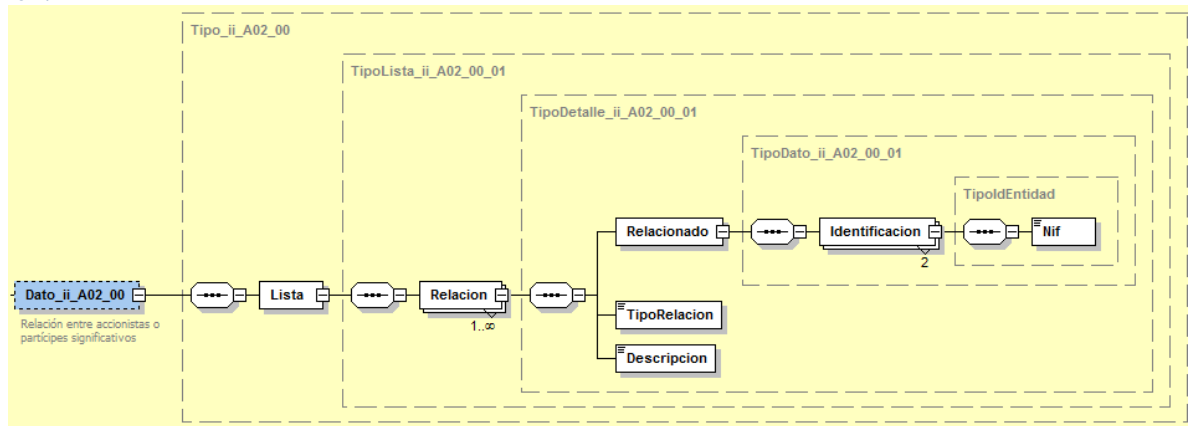 Tipo_ii_A02_00
TipoLista_ii_A02_00_01
TipoDetalle_ii_A02_00_01
TipoDato_ii_A02_00_01
TipoIdEntidad
Relacionado
Identificacion
Nif
2
Dato_ii_A02_00
Lista
Relacion
1..∞
Relación entre accionistas o
partícipes significativos
TipoRelacion
Descripcion